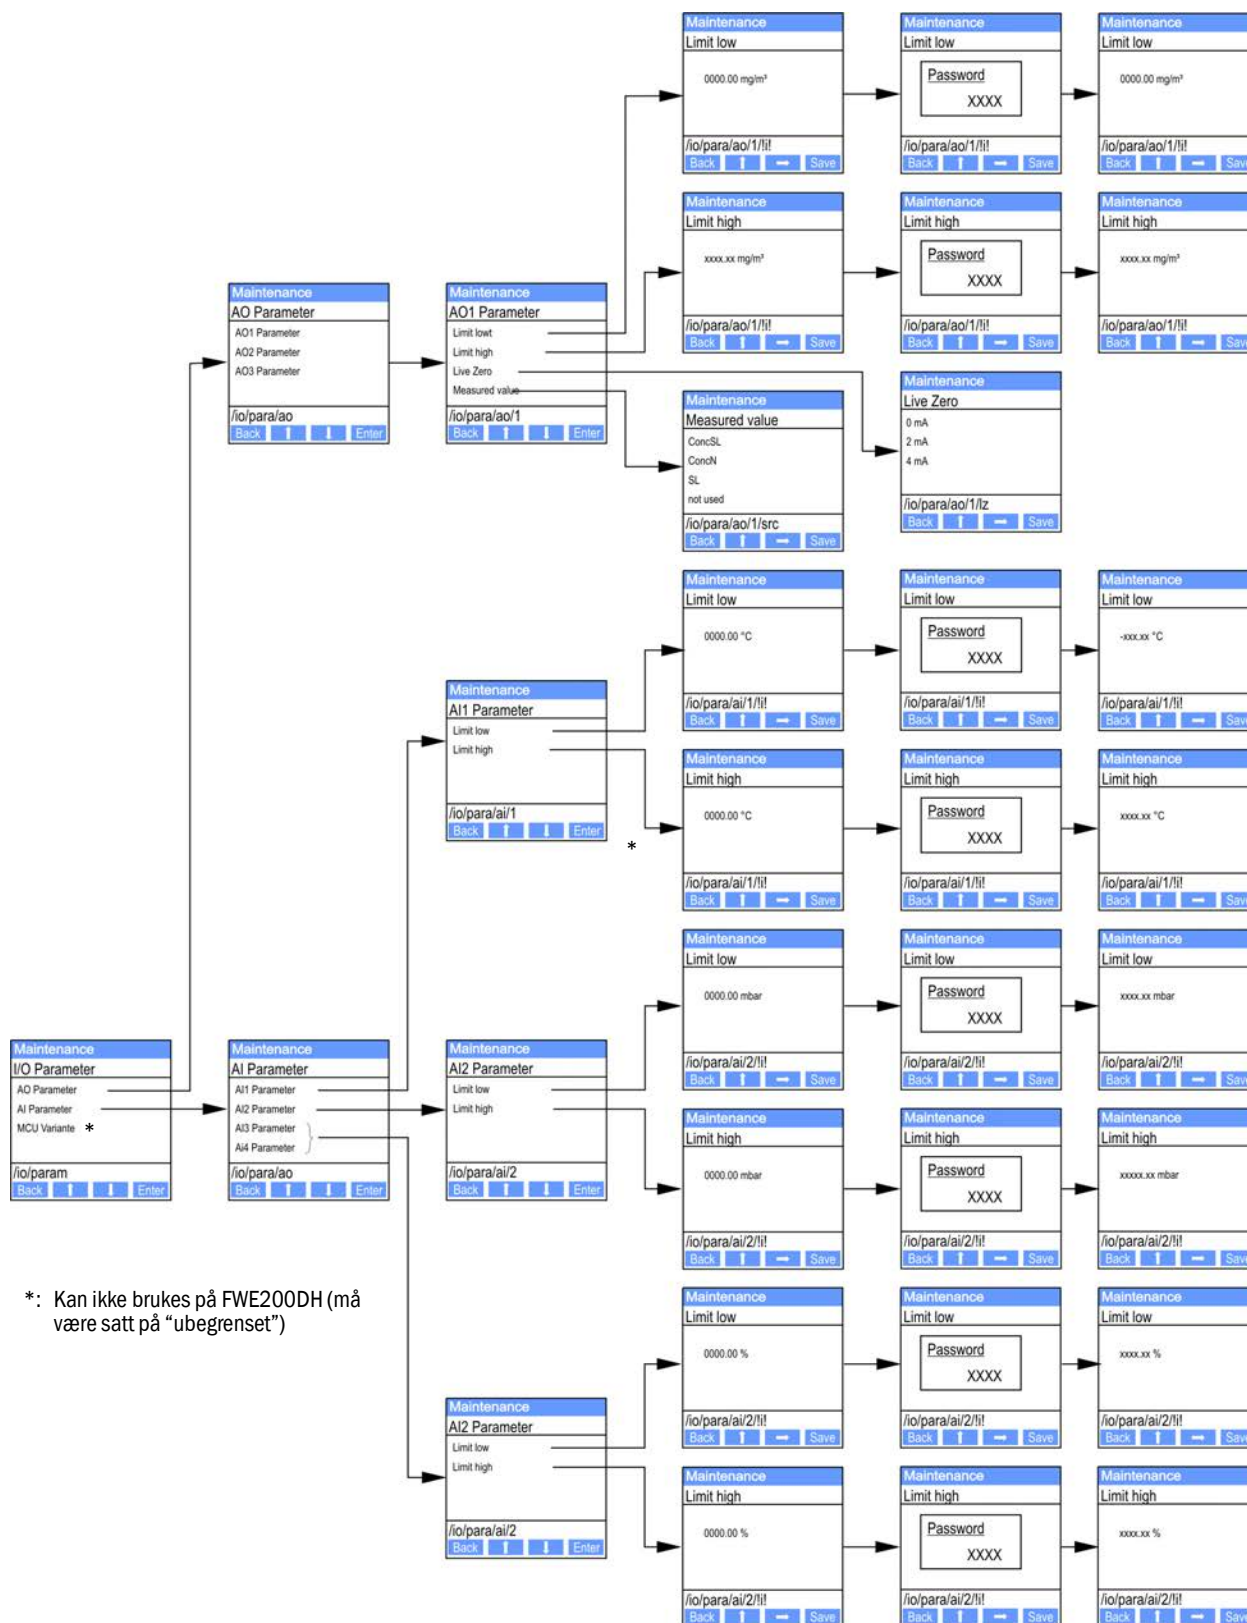 Maintenance
Limit low
0000.00 mg/m³
/io/para/ao/1/!i!
Back Save
Maintenance
Limit low
Password
XXXX
/io/para/ao/1/!i!
Back Save
Maintenance
Limit low
0000.00 mg/m³
/io/para/ao/1/!i!
Back Save
Maintenance
Limit high
xxxx.xx mg/m³
/io/para/ao/1/!i!
Back Save
Maintenance
Limit high
Password
XXXX
/io/para/ao/1/!i!
Back Save
Maintenance
Limit high
xxxx.xx mg/m³
/io/para/ao/1/!i!
Back Save
Maintenance
AO Parameter
AO1 Parameter
AO2 Parameter
AO3 Parameter
/io/para/ao
Back Enter
Maintenance
AO1 Parameter
Limit lowt
Limit high
Live Zero
Measured value
/io/para/ao/1
Back Enter
Maintenance
Measured value
ConcSL
ConcN
SL
not used
/io/para/ao/1/src
Back Save
Maintenance
Live Zero
0 mA
2 mA
4 mA
/io/para/ao/1/lz
Back Save
Maintenance
Limit low
0000.00 °C
/io/para/ai/1/!i!
Back Save
Maintenance
Limit low
Password
XXXX
/io/para/ai/1/!i!
Back Save
Maintenance
Limit low
-xxx.xx °C
/io/para/ai/1/!i!
Back Save
Maintenance
AI1 Parameter
Limit low
Limit high
/io/para/ai/1
Back Enter
*
Maintenance
Limit high
0000.00 °C
/io/para/ai/1/!i!
Back Save
Maintenance
Limit high
Password
XXXX
/io/para/ai/1/!i!
Back Save
Maintenance
Limit high
xxxx.xx °C
/io/para/ai/1/!i!
Back Save
Maintenance
Limit low
0000.00 mbar
/io/para/ai/2/!i!
Back Save
Maintenance
Limit low
Password
XXXX
/io/para/ai/2/!i!
Back Save
Maintenance
Limit low
xxxx.xx mbar
/io/para/ai/2/!i!
Back Save
Maintenance
I/O Parameter
AO Parameter
AI Parameter
MCU Variante *
/io/param
Back Enter
Maintenance
AI Parameter
AI1 Parameter
AI2 Parameter
AI3 Parameter
Ai4 Parameter
/io/para/ao
Back Enter
Maintenance
AI2 Parameter
Limit low
Limit high
/io/para/ai/2
Back Enter
Maintenance
Limit high
0000.00 mbar
/io/para/ai/2/!i!
Back Save
Maintenance
Limit high
Password
XXXX
/io/para/ai/2/!i!
Back Save
Maintenance
Limit high
xxxxx.xx mbar
/io/para/ai/2/!i!
Back Save
*: Kan ikke brukes på FWE200DH (må
være satt på “ubegrenset”)
Maintenance
Limit low
0000.00 %
/io/para/ai/2/!i!
Back Save
Maintenance
Limit low
Password
XXXX
/io/para/ai/2/!i!
Back Save
Maintenance
Limit low
xxxx.xx %
/io/para/ai/2/!i!
Back Save
Maintenance
AI2 Parameter
Limit low
Limit high
/io/para/ai/2
Back Enter
Maintenance
Limit high
0000.00 %
/io/para/ai/2/!i!
Back Save
Maintenance
Limit high
Password
XXXX
/io/para/ai/2/!i!
Back Save
Maintenance
Limit high
xxxx.xx %
/io/para/ai/2/!i!
Back Save